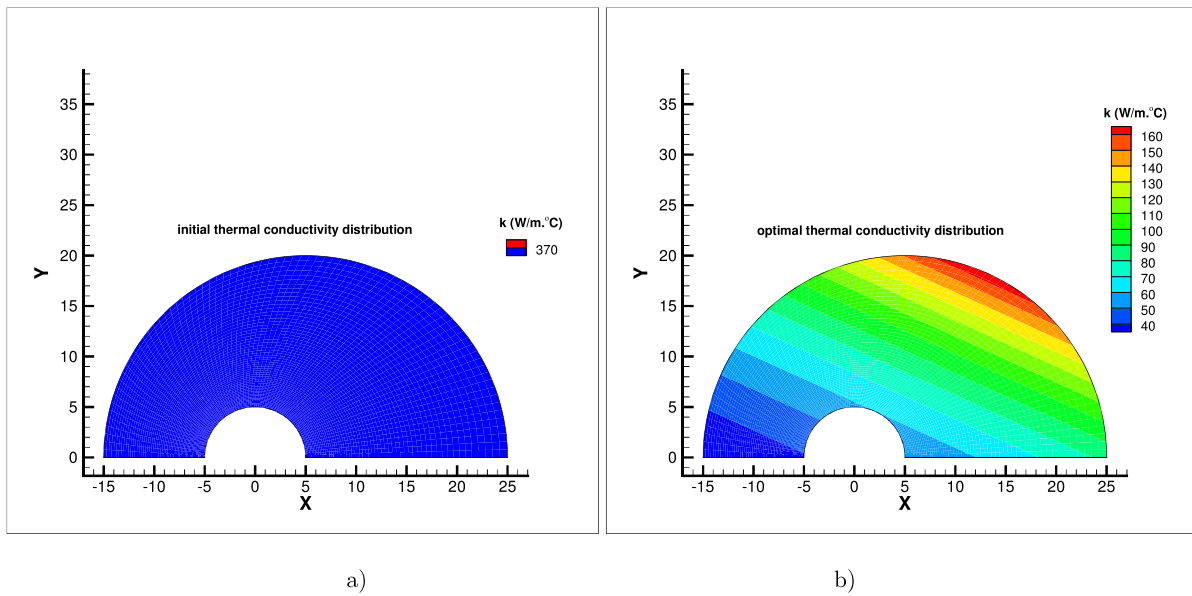 35
30
25
20
15
10
5
0
Y
-15 -10 -5 0 5 10 15 20 25
X
initial thermal conductivity distribution
k (W/m.°C)
370
a)
35
30
25
20
15
10
5
0
Y
-15 -10 -5 0 5 10 15 20 25
X
optimal thermal conductivity distribution
k (W/m.°C)
160
150
140
130
120
110
100
90
80
70
60
50
40
b)